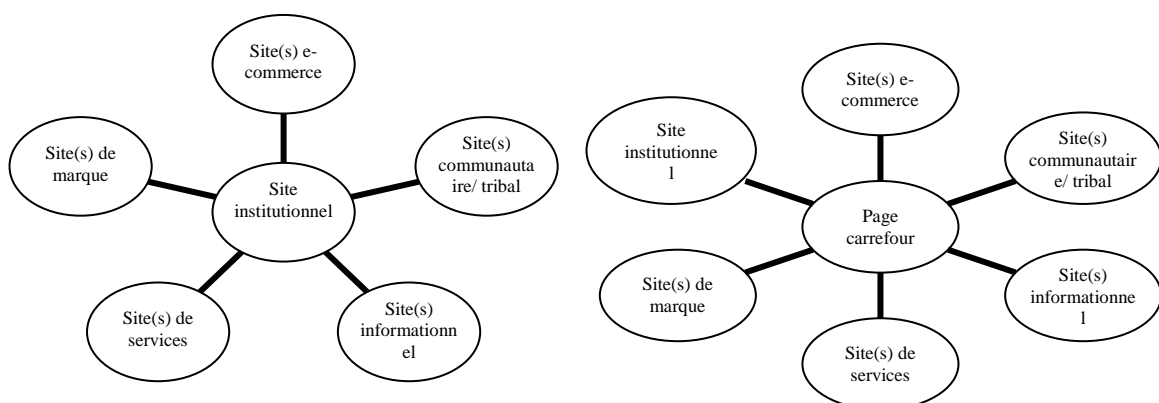 Site(s) e-
commerce
Site(s) de
marque
Site(s)
communauta
ire/ tribal
Site
institutionnel
Site(s) de
services
Site(s)
informationn
el
Site(s) e-
commerce
Site
institutionne
l
Site(s)
communautair
e/ tribal
Page
carrefour
Site(s) de
marque
Site(s)
informationne
l
Site(s) de
services